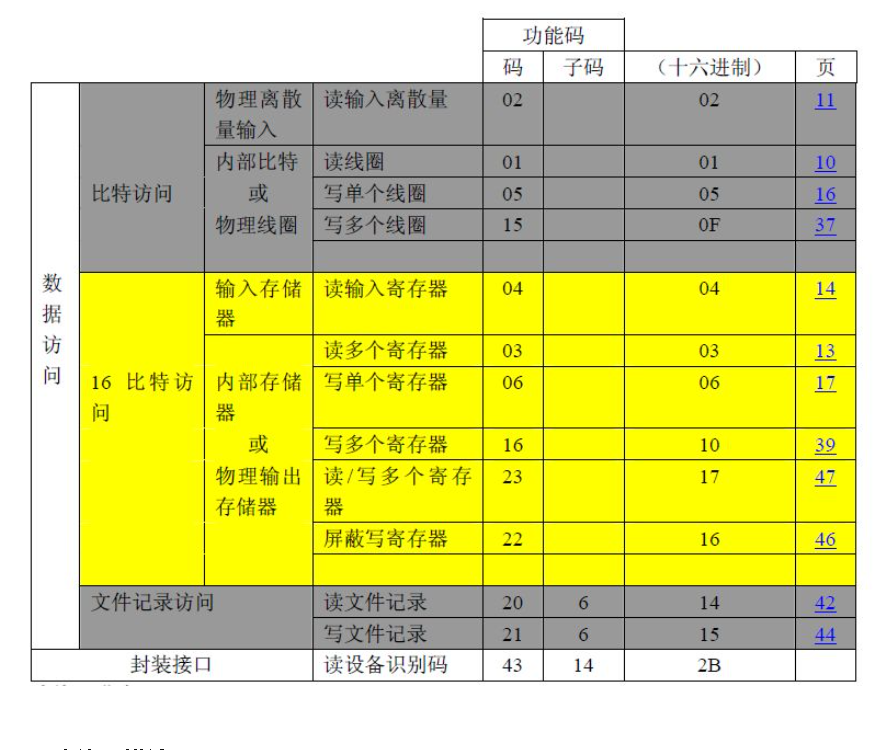 功能码
码 子码 （十六进制） 页
数据访问
比特访问
物理离散量输入 读输入离散量 02 02 11
内部比特或物理线圈 读线圈 01 01 10
写单个线圈 05 05 16
写多个线圈 15 0F 37
16 比特访问
输入存储器 读输入寄存器 04 04 14
内部存储器或物理输出存储器 读多个寄存器 03 03 13
写单个寄存器 06 06 17
写多个寄存器 16 10 39
读/写多个寄存器 23 17 47
屏蔽写寄存器 22 16 46
文件记录访问 读文件记录 20 6 14 42
写文件记录 21 6 15 44
封装接口 读设备识别码 43 14 2B